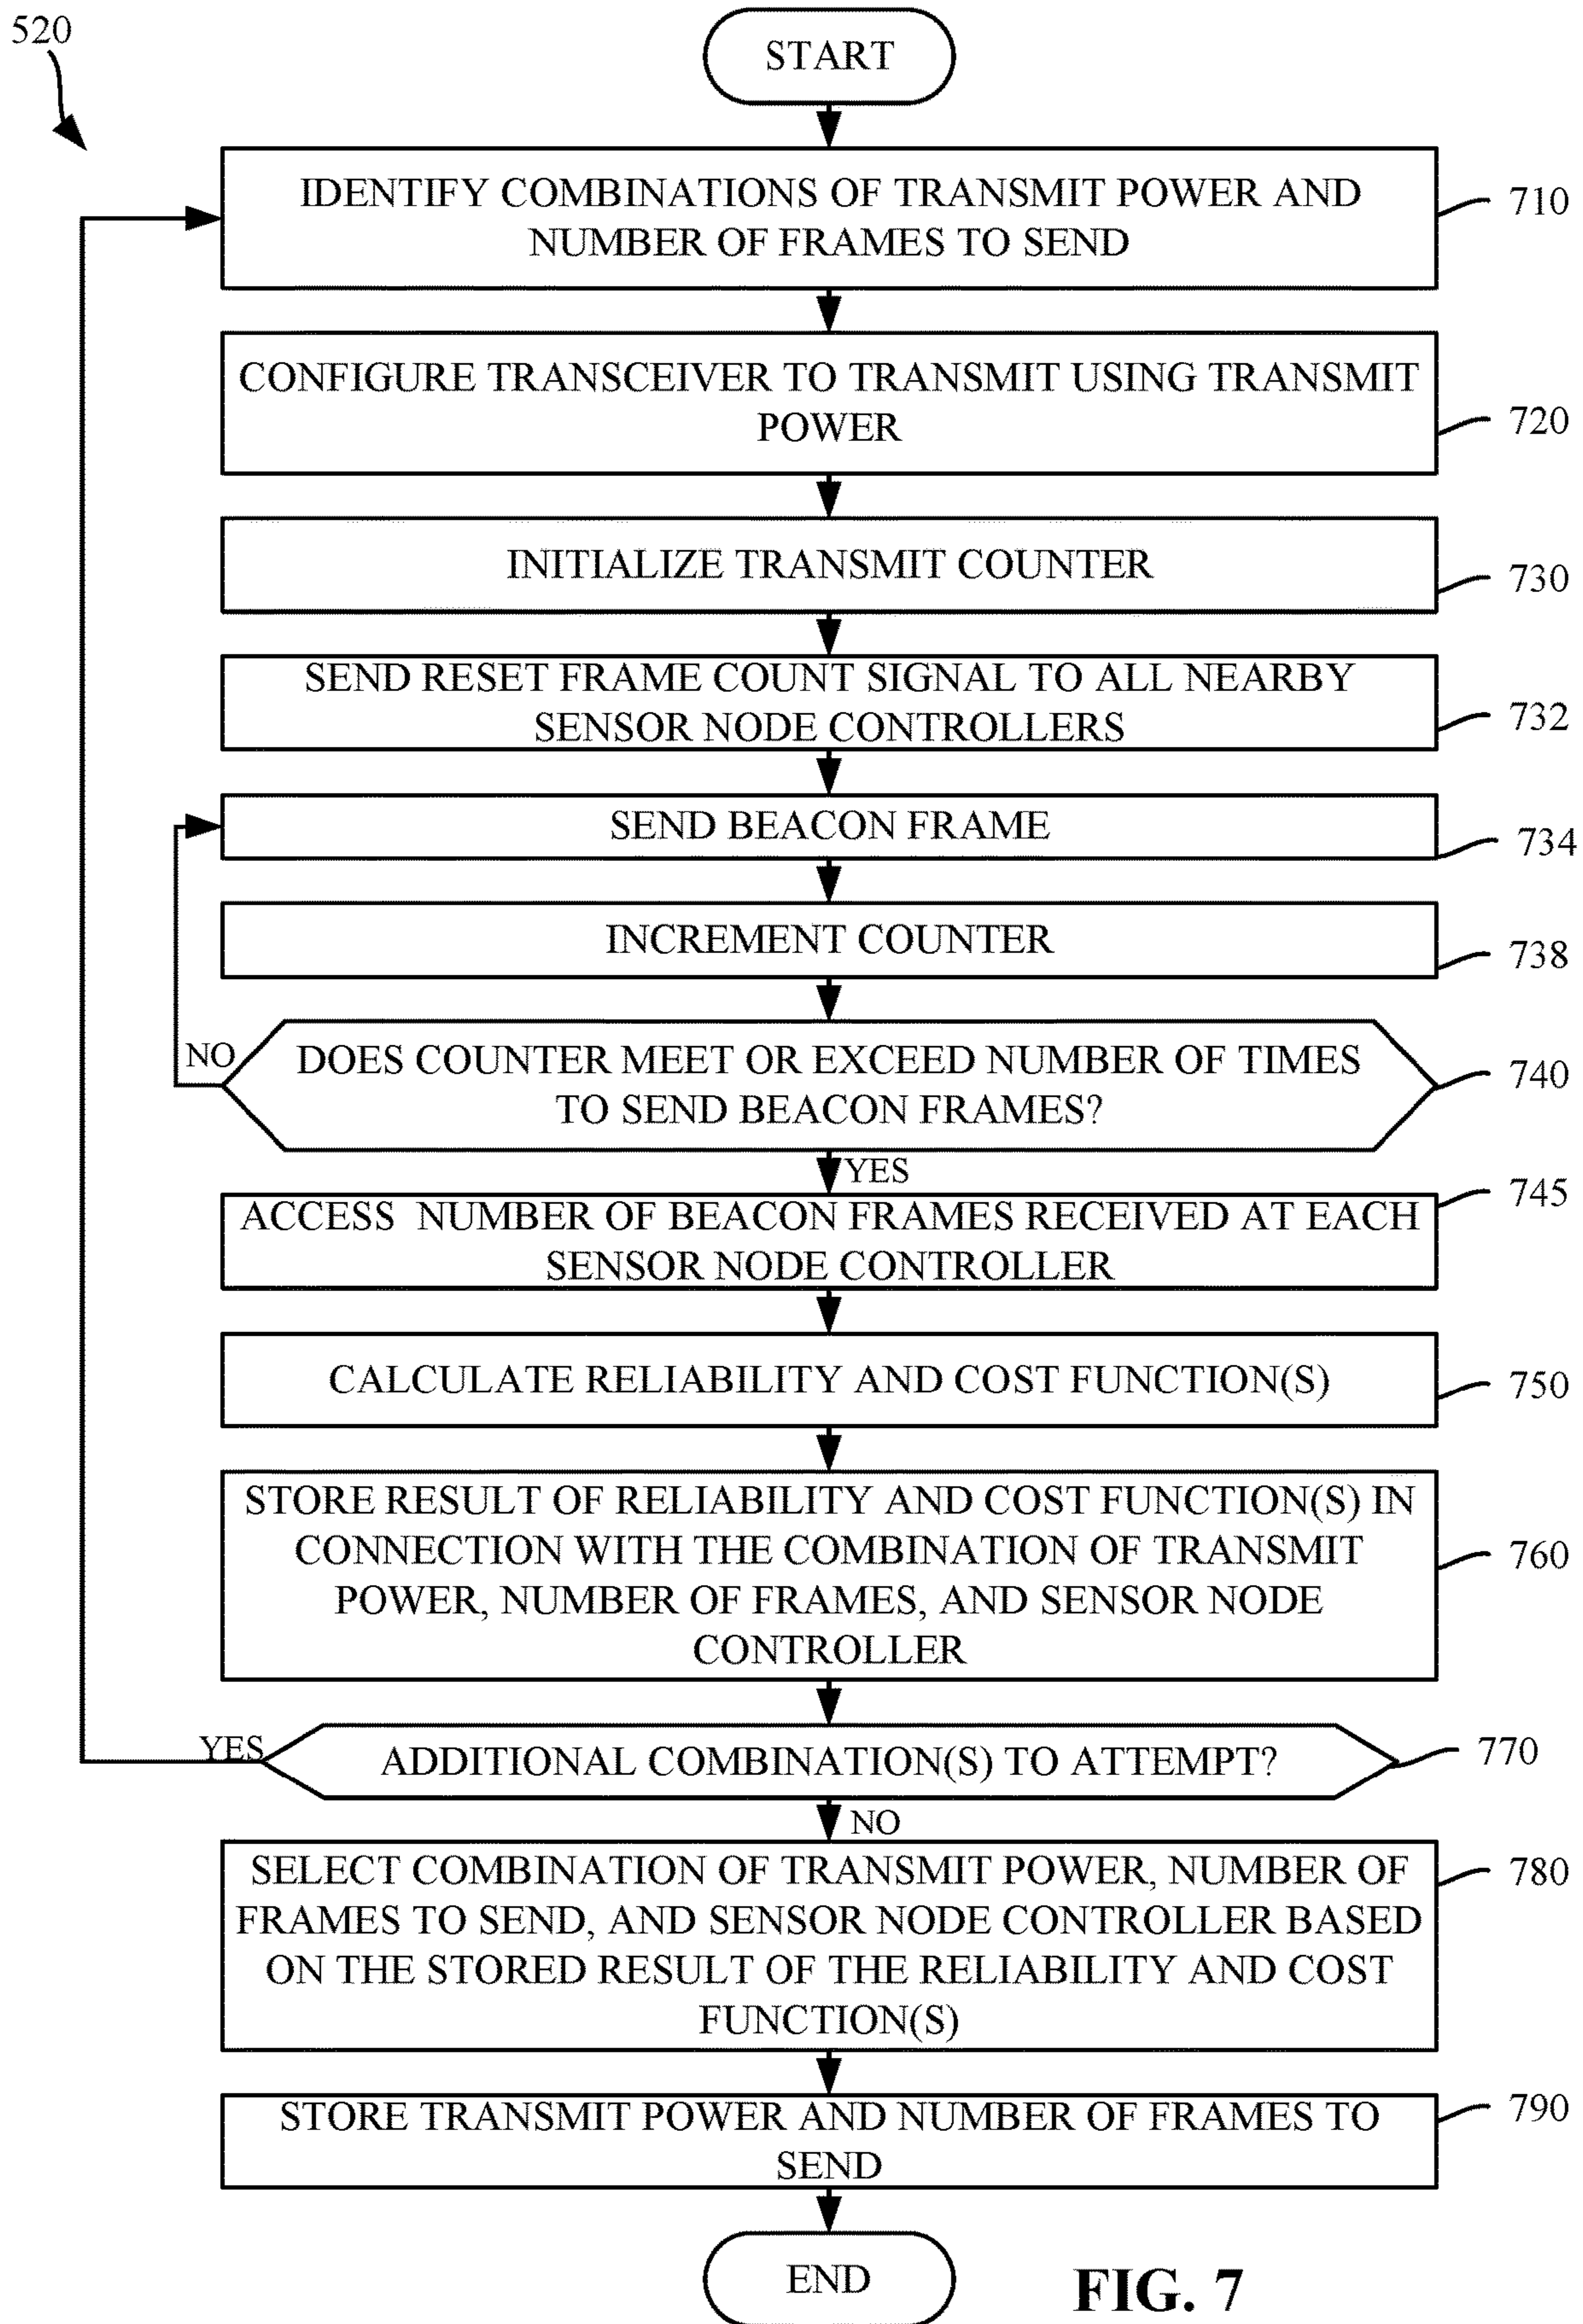 520
START
IDENTIFY COMBINATIONS OF TRANSMIT POWER AND
NUMBER OF FRAMES TO SEND
710
CONFIGURE TRANSCEIVER TO TRANSMIT USING TRANSMIT
POWER
720
INITIALIZE TRANSMIT COUNTER
730
SEND RESET FRAME COUNT SIGNAL TO ALL NEARBY
SENSOR NODE CONTROLLERS
732
SEND BEACON FRAME
734
INCREMENT COUNTER
738
NO
DOES COUNTER MEET OR EXCEED NUMBER OF TIMES
TO SEND BEACON FRAMES?
740
YES
ACCESS NUMBER OF BEACON FRAMES RECEIVED AT EACH
SENSOR NODE CONTROLLER
745
CALCULATE RELIABILITY AND COST FUNCTION(S)
750
STORE RESULT OF RELIABILITY AND COST FUNCTION(S) IN
CONNECTION WITH THE COMBINATION OF TRANSMIT
POWER, NUMBER OF FRAMES, AND SENSOR NODE
CONTROLLER
760
YES
ADDITIONAL COMBINATION(S) TO ATTEMPT?
770
NO
SELECT COMBINATION OF TRANSMIT POWER, NUMBER OF
FRAMES TO SEND, AND SENSOR NODE CONTROLLER BASED
ON THE STORED RESULT OF THE RELIABILITY AND COST
FUNCTION(S)
780
STORE TRANSMIT POWER AND NUMBER OF FRAMES TO
SEND
790
END
FIG. 7